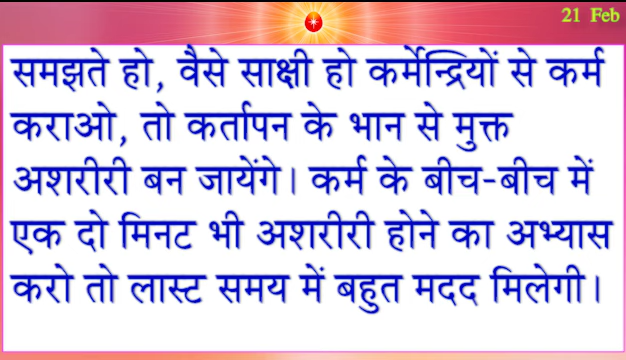 21 Feb
समझते हो, वैसे साक्षी हो कर्मेन्द्रियों से कर्म
कराओ, तो कर्तापन के भान से मुक्त
अशरीरी बन जायेंगे। कर्म के बीच-बीच में
एक दो मिनट भी अशरीरी होने का अभ्यास
करो तो लास्ट समय में बहुत मदद मिलेगी।